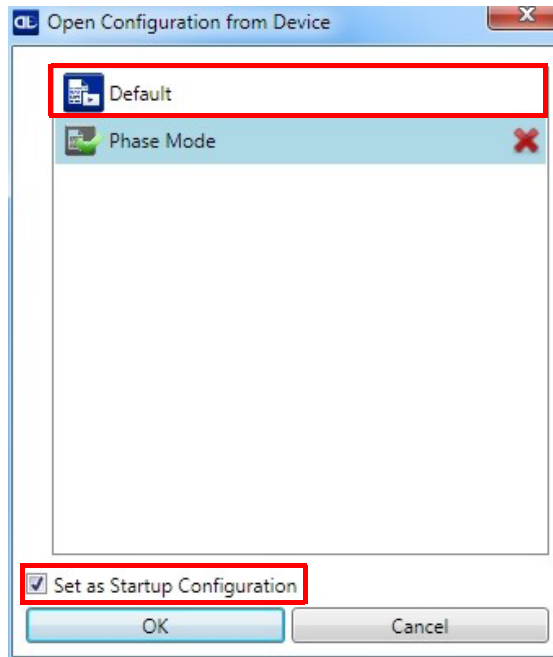 Open Configuration from Device
Default
Phase Mode
Set as Startup Configuration
OK
Cancel